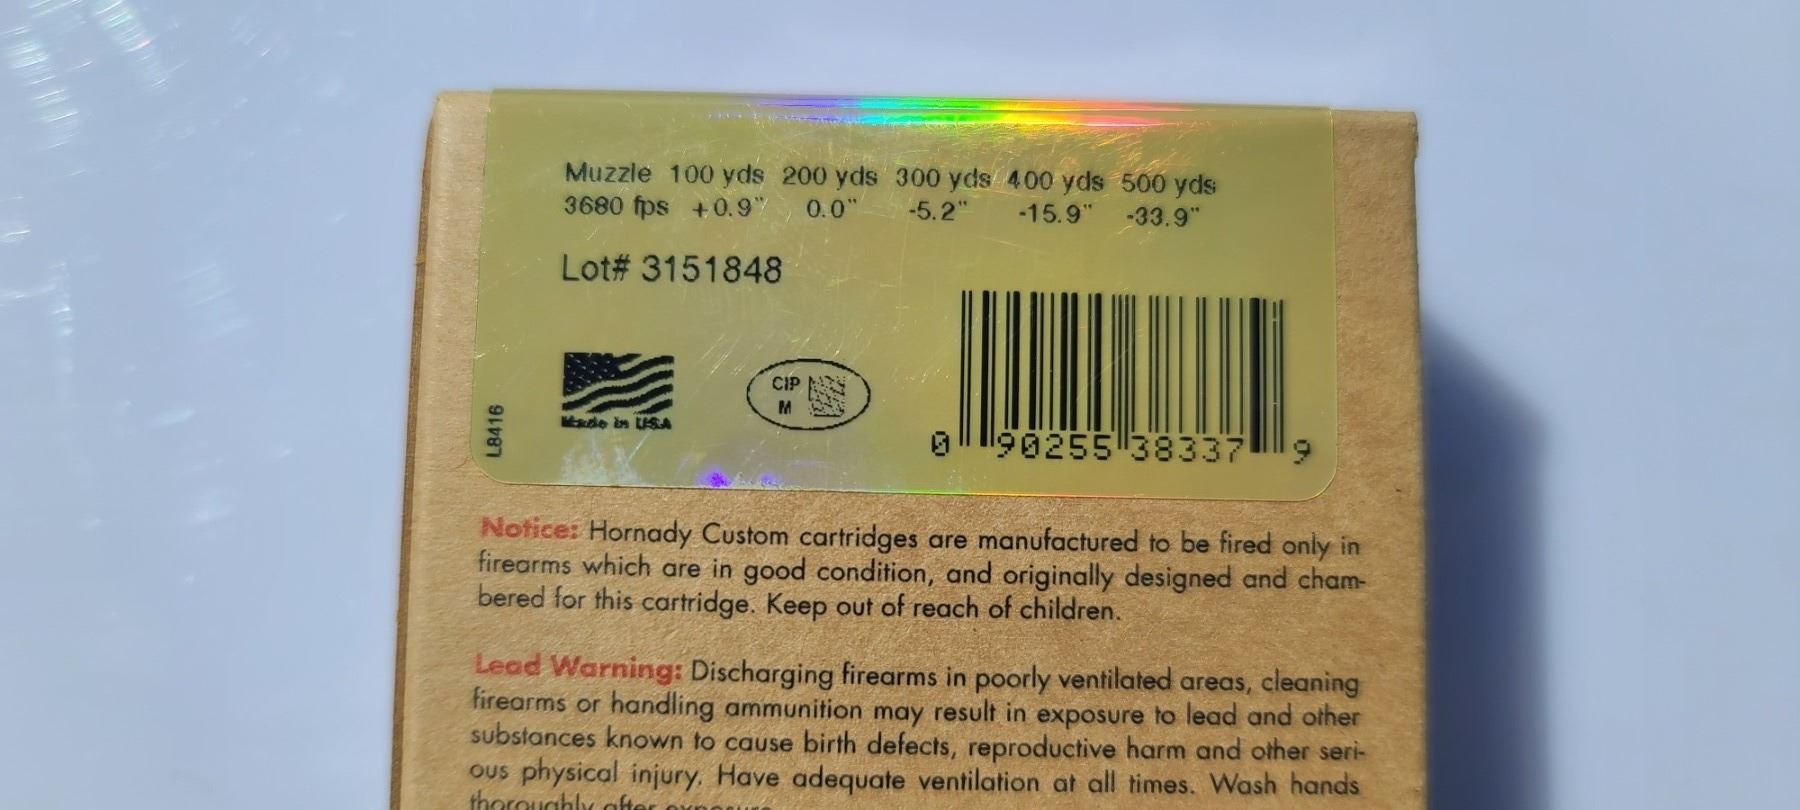 Muzzle 100 yds 200 yds 300 yds 400 yds 500 yds
3680 fps +0.9" 0.0" -5.2" -15.9" -33.9"
Lot# 3151848
CIP
M
Made in USA
L8416
0 90255 38337 9
Notice: Hornady Custom cartridges are manufactured to be fired only in
firearms which are in good condition, and originally designed and cham-
bered for this cartridge. Keep out of reach of children.
Lead Warning: Discharging firearms in poorly ventilated areas, cleaning
firearms or handling ammunition may result in exposure to lead and other
substances known to cause birth defects, reproductive harm and other seri-
ous physical injury. Have adequate ventilation at all times. Wash hands
thoroughly after exposure.